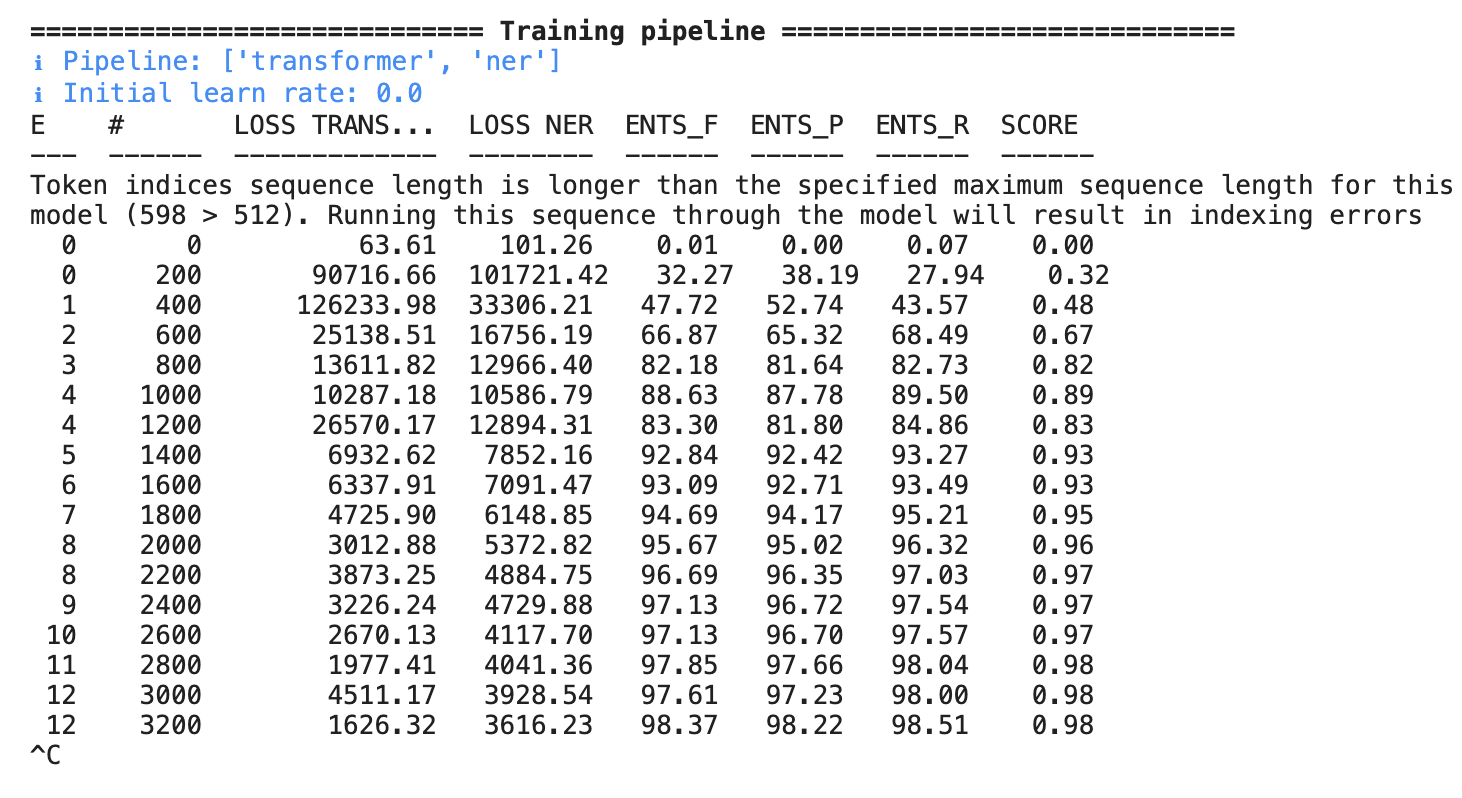 ============================= Training pipeline =============================
ℹ Pipeline: ['transformer', 'ner']
ℹ Initial learn rate: 0.0
E    #       LOSS TRANS...  LOSS NER  ENTS_F  ENTS_P  ENTS_R  SCORE
---  ------  -------------  --------  ------  ------  ------  ------
Token indices sequence length is longer than the specified maximum sequence length for this
model (598 > 512). Running this sequence through the model will result in indexing errors
  0       0          63.61    101.26    0.01    0.00    0.07    0.00
  0     200       90716.66  101721.42   32.27   38.19   27.94    0.32
  1     400      126233.98  33306.21   47.72   52.74   43.57    0.48
  2     600       25138.51  16756.19   66.87   65.32   68.49    0.67
  3     800       13611.82  12966.40   82.18   81.64   82.73    0.82
  4    1000       10287.18  10586.79   88.63   87.78   89.50    0.89
  4    1200       26570.17  12894.31   83.30   81.80   84.86    0.83
  5    1400        6932.62   7852.16   92.84   92.42   93.27    0.93
  6    1600        6337.91   7091.47   93.09   92.71   93.49    0.93
  7    1800        4725.90   6148.85   94.69   94.17   95.21    0.95
  8    2000        3012.88   5372.82   95.67   95.02   96.32    0.96
  8    2200        3873.25   4884.75   96.69   96.35   97.03    0.97
  9    2400        3226.24   4729.88   97.13   96.72   97.54    0.97
 10    2600        2670.13   4117.70   97.13   96.70   97.57    0.97
 11    2800        1977.41   4041.36   97.85   97.66   98.04    0.98
 12    3000        4511.17   3928.54   97.61   97.23   98.00    0.98
 12    3200        1626.32   3616.23   98.37   98.22   98.51    0.98
^C